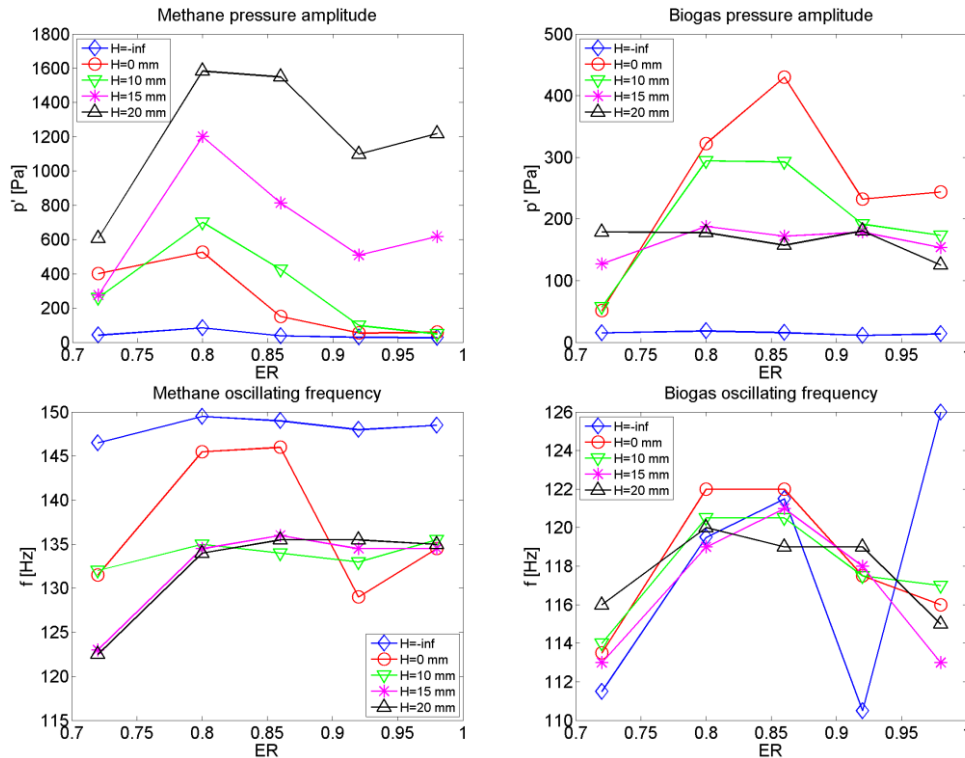 Methane pressure amplitude
p' [Pa]
1800
1600
1400
1200
1000
800
600
400
200
0
H=-inf
H=0 mm
H=10 mm
H=15 mm
H=20 mm
0.7 0.75 0.8 0.85 0.9 0.95 1
ER
Biogas pressure amplitude
p' [Pa]
500
400
300
200
100
0
H=-inf
H=0 mm
H=10 mm
H=15 mm
H=20 mm
0.7 0.75 0.8 0.85 0.9 0.95 1
ER
Methane oscillating frequency
f [Hz]
150
145
140
135
130
125
120
115
H=-inf
H=0 mm
H=10 mm
H=15 mm
H=20 mm
0.7 0.75 0.8 0.85 0.9 0.95 1
ER
Biogas oscillating frequency
f [Hz]
126
124
122
120
118
116
114
112
110
H=-inf
H=0 mm
H=10 mm
H=15 mm
H=20 mm
0.7 0.75 0.8 0.85 0.9 0.95 1
ER